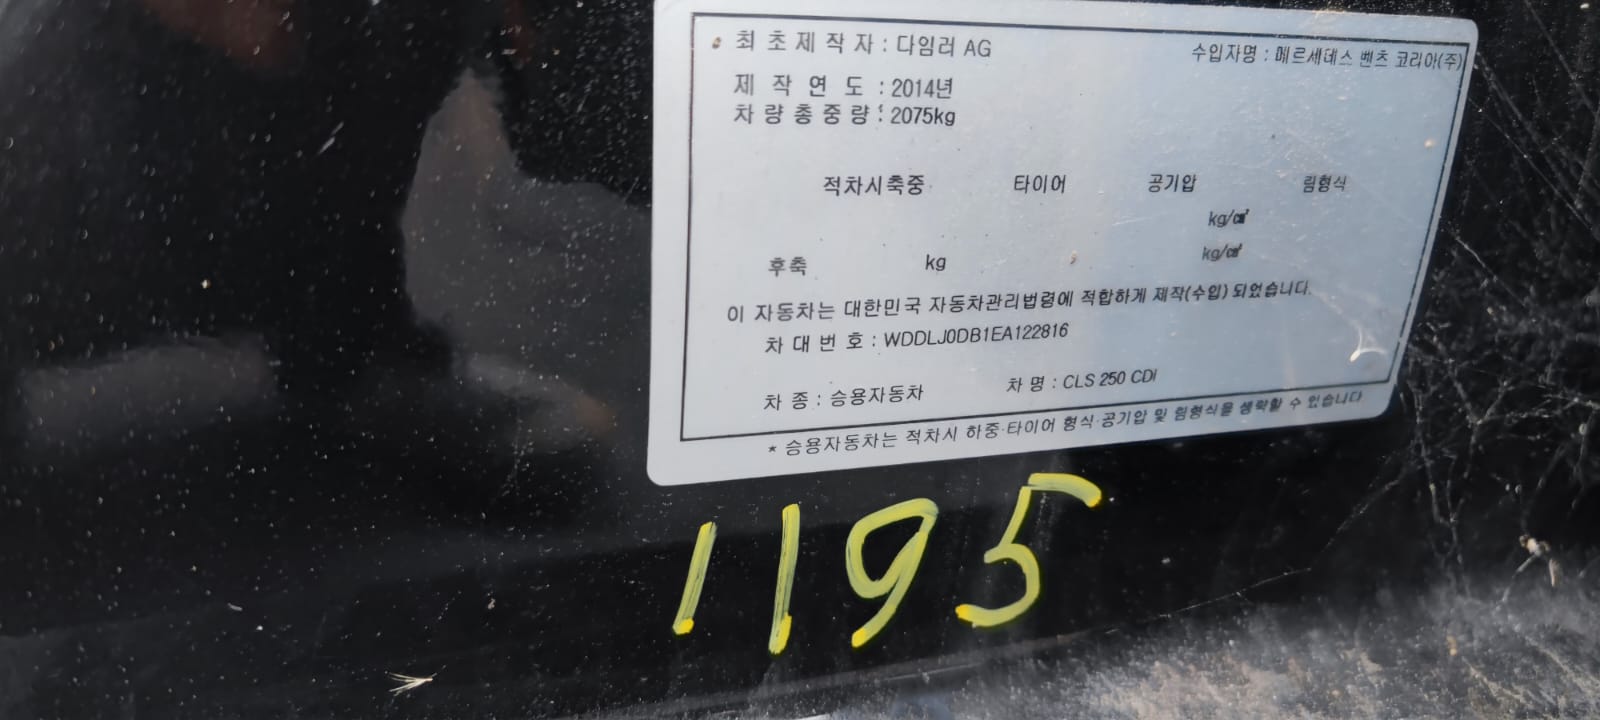 최초제작자 : 다임러 AG 수입자명 : 메르세데스 벤츠 코리아(주)
제작연도 : 2014년
차량총중량 : 2075kg
적차시축중 타이어 공기압 림형식
kg/㎠
후축 kg kg/㎠
이 자동차는 대한민국 자동차관리법령에 적합하게 제작(수입) 되었습니다.
차대번호 : WDDLJ0DB1EA122816
차종 : 승용자동차 차명 : CLS 250 CDI
* 승용자동차는 적차시 하중·타이어 형식·공기압 및 림형식을 생략할 수 있습니다
1195